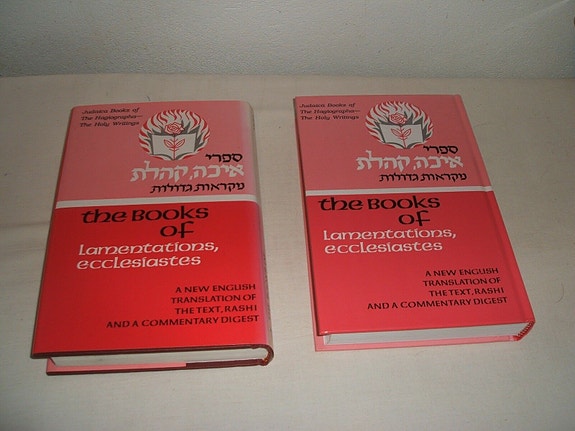 Judaica Books of
The Hagiographa—
The Holy Writings
ספרי
איכה, קהלת
מקראות גדולות
the Books
of
Lamentations,
ecclesiastes
A NEW ENGLISH
TRANSLATION OF
THE TEXT, RASHI
AND A COMMENTARY DIGEST
Judaica Books of
The Hagiographa—
The Holy Writings
ספרי
איכה, קהלת
מקראות גדולות
the Books
of
Lamentations,
ecclesiastes
A NEW ENGLISH
TRANSLATION OF
THE TEXT, RASHI
AND A COMMENTARY DIGEST